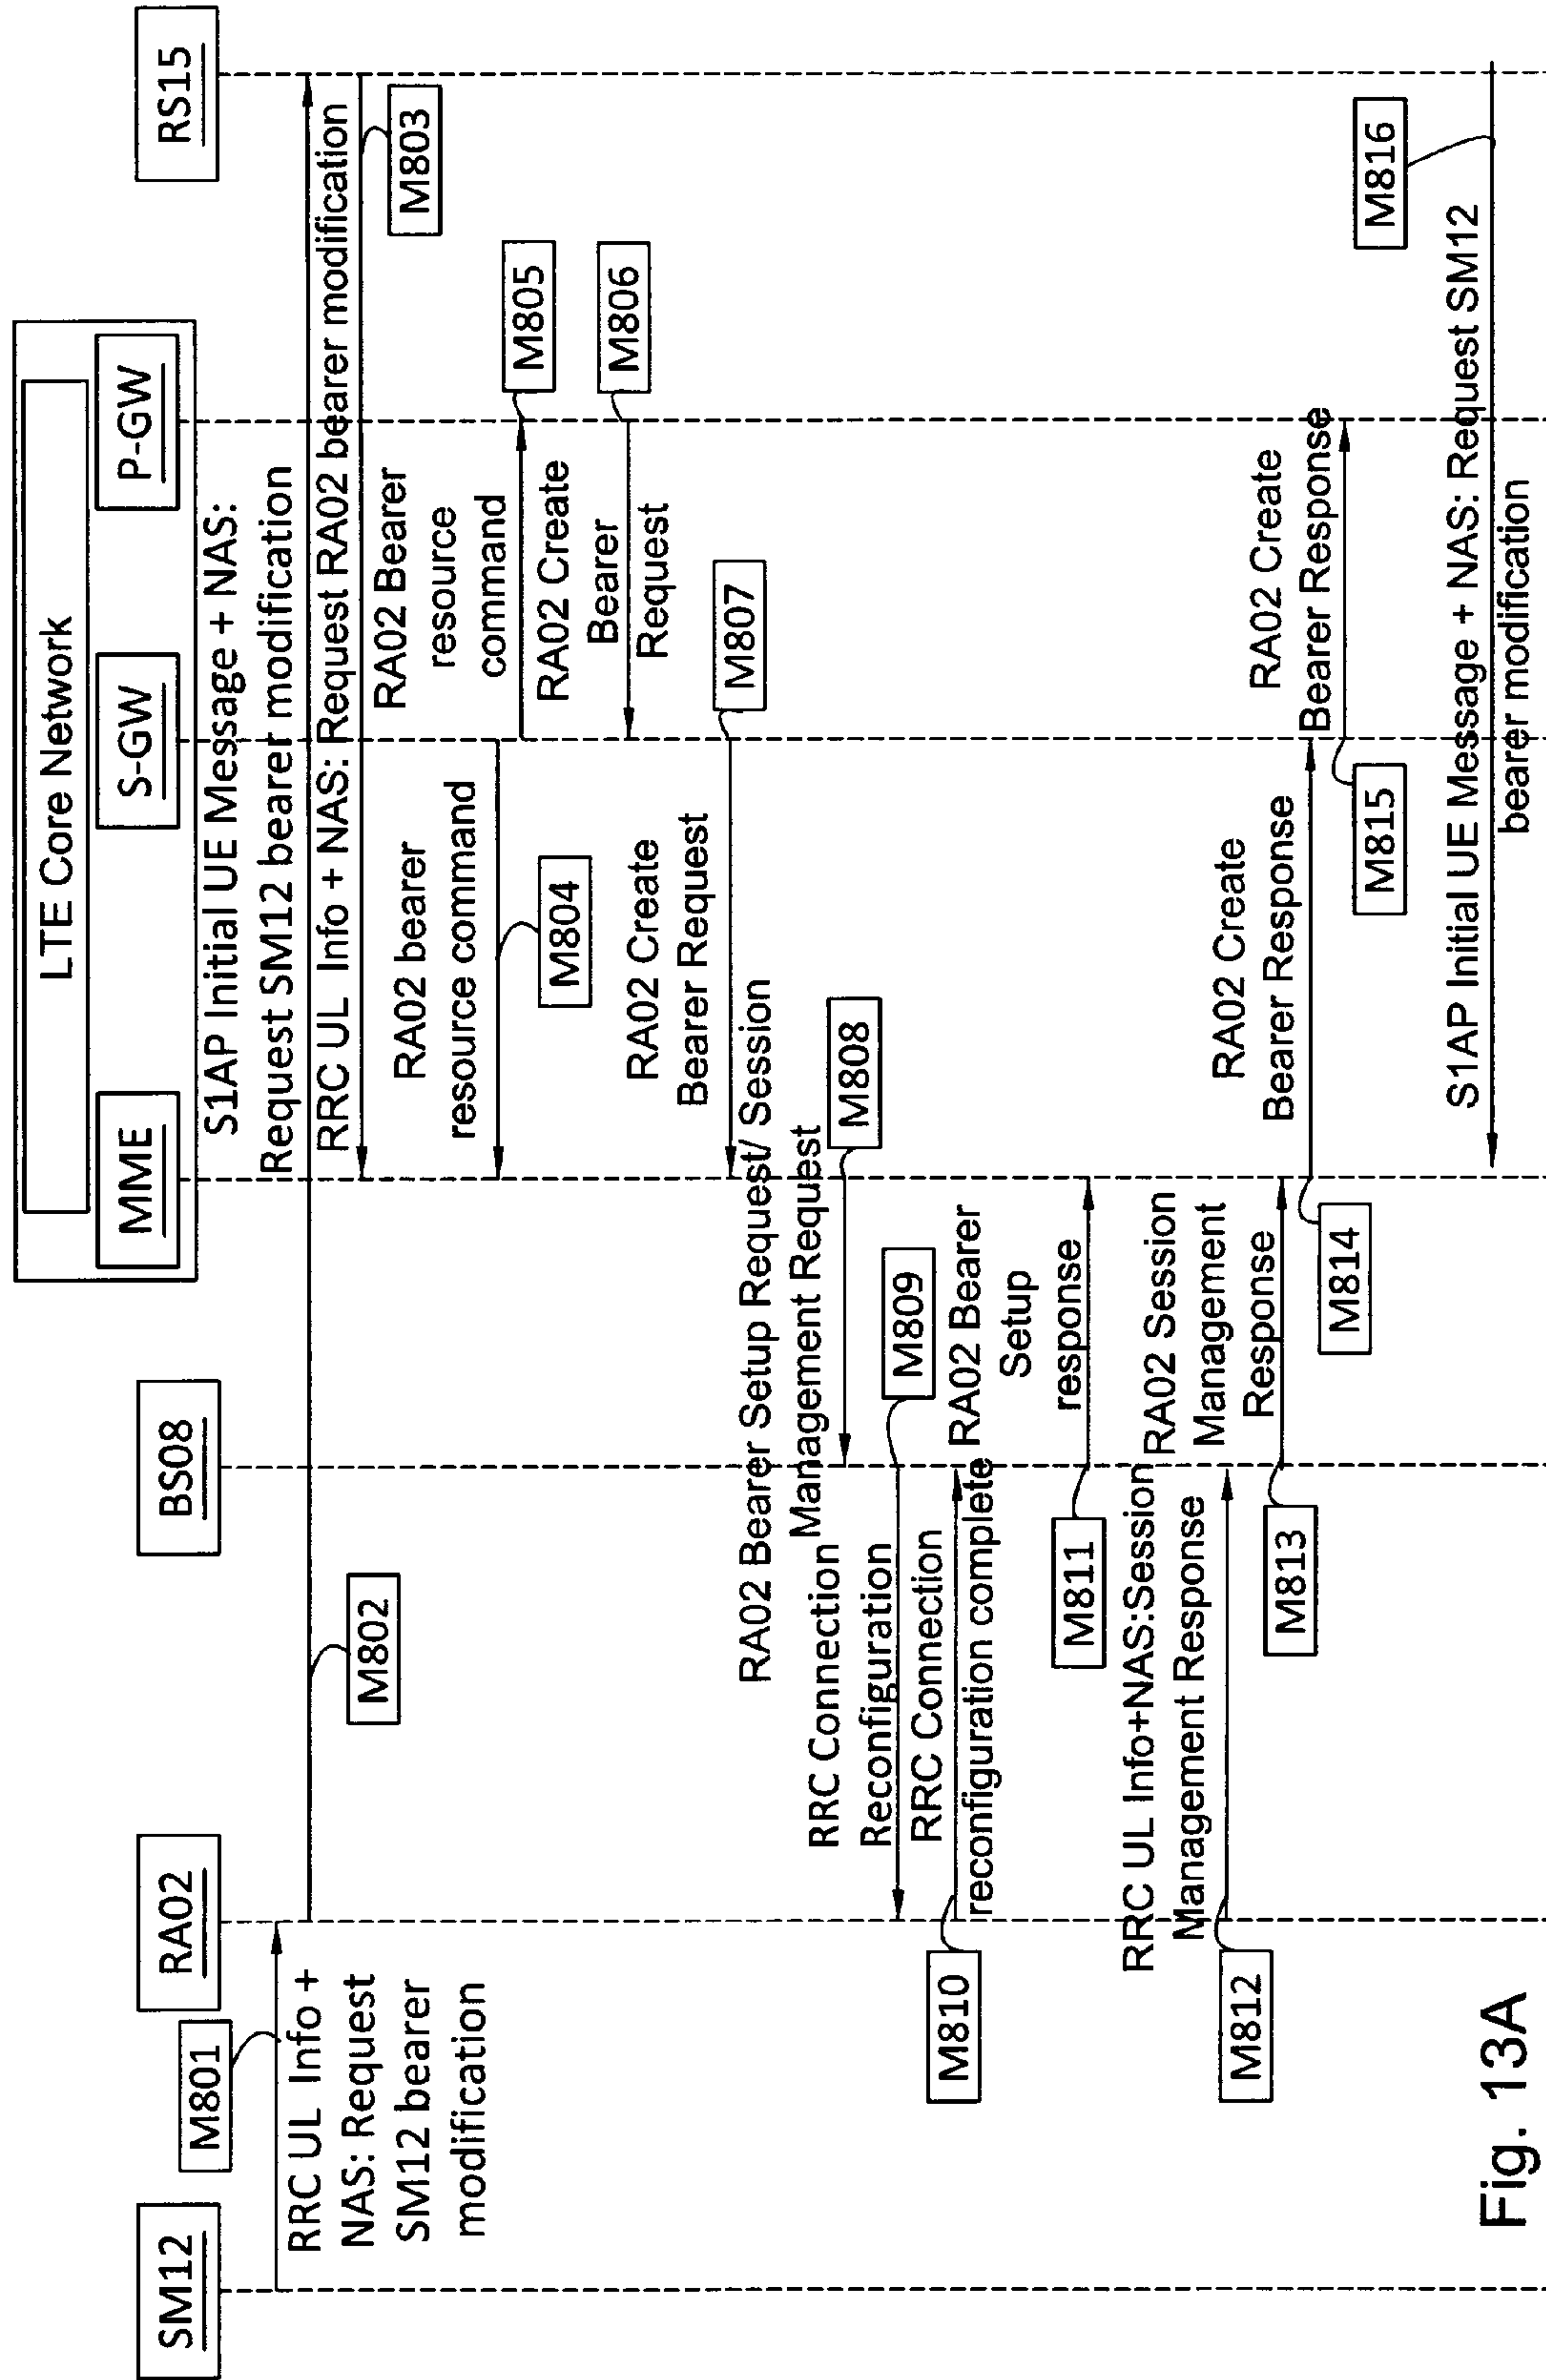 LTE Core Network
SM12
RA02
BS08
MME
S-GW
P-GW
RS15
M801
RRC UL Info +
NAS: Request
SM12 bearer
modification
S1AP Initial UE Message + NAS:
Request SM12 bearer modification
M802
RRC UL Info + NAS: Request RA02 bearer modification
M803
RA02 bearer
resource command
M804
RA02 Bearer
resource
command
M805
RA02 Create
Bearer
Request
M806
RA02 Create
Bearer Request
M807
RA02 Bearer Setup Request/ Session
Management Request
M808
RRC Connection
Reconfiguration
M809
RRC Connection
reconfiguration complete
M810
RA02 Bearer
Setup
response
M811
RRC UL Info+NAS:Session
Management Response
M812
RA02 Session
Management
Response
M813
RA02 Create
Bearer Response
M814
RA02 Create
Bearer Response
M815
M816
S1AP Initial UE Message + NAS: Request SM12
bearer modification
Fig. 13A